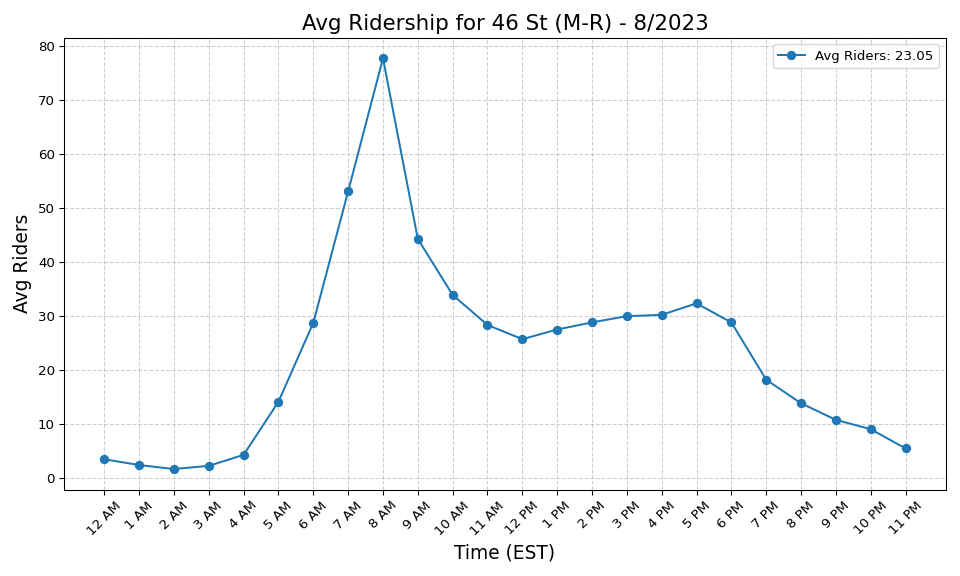 Avg Ridership for 46 St (M-R) - 8/2023
Avg Riders: 23.05
Avg Riders
80
70
60
50
40
30
20
10
0
12 AM
1 AM
2 AM
3 AM
4 AM
5 AM
6 AM
7 AM
8 AM
9 AM
10 AM
11 AM
12 PM
1 PM
2 PM
3 PM
4 PM
5 PM
6 PM
7 PM
8 PM
9 PM
10 PM
11 PM
Time (EST)